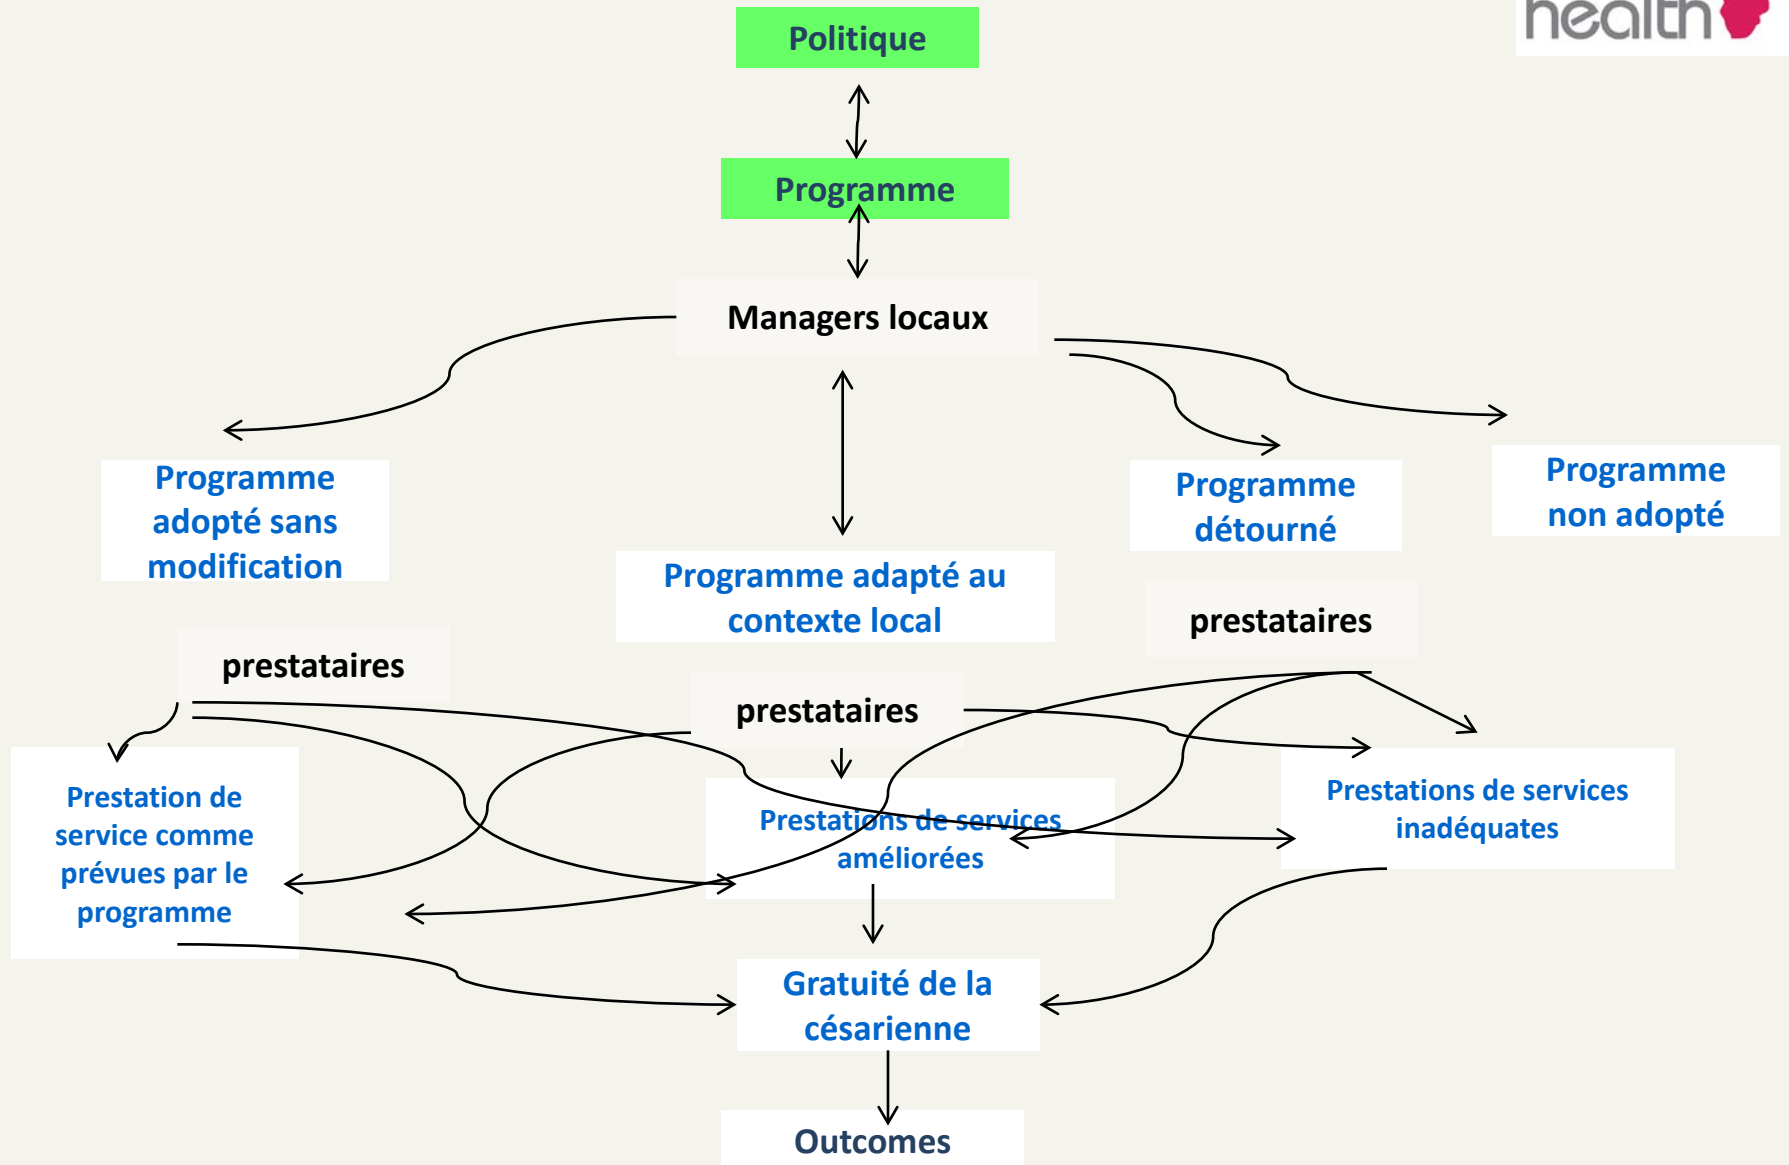 health
Politique
Programme
Managers locaux
Programme
adopté sans
modification
Programme adapté au
contexte local
Programme
détourné
Programme
non adopté
prestataires
prestataires
prestataires
Prestation de
service comme
prévues par le
programme
Prestations de services
améliorées
Prestations de services
inadéquates
Gratuité de la
césarienne
Outcomes